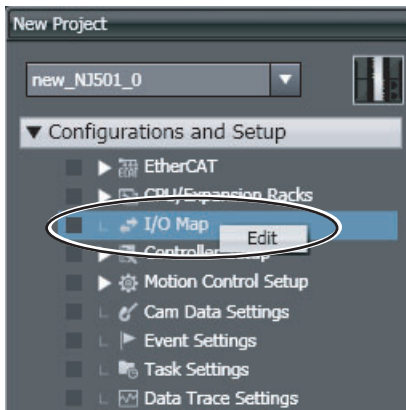 New Project
new_NJ501_0
▼ Configurations and Setup
EtherCAT
CPU/Expansion Racks
I/O Map
Edit
Motion Control Setup
Cam Data Settings
Event Settings
Task Settings
Data Trace Settings